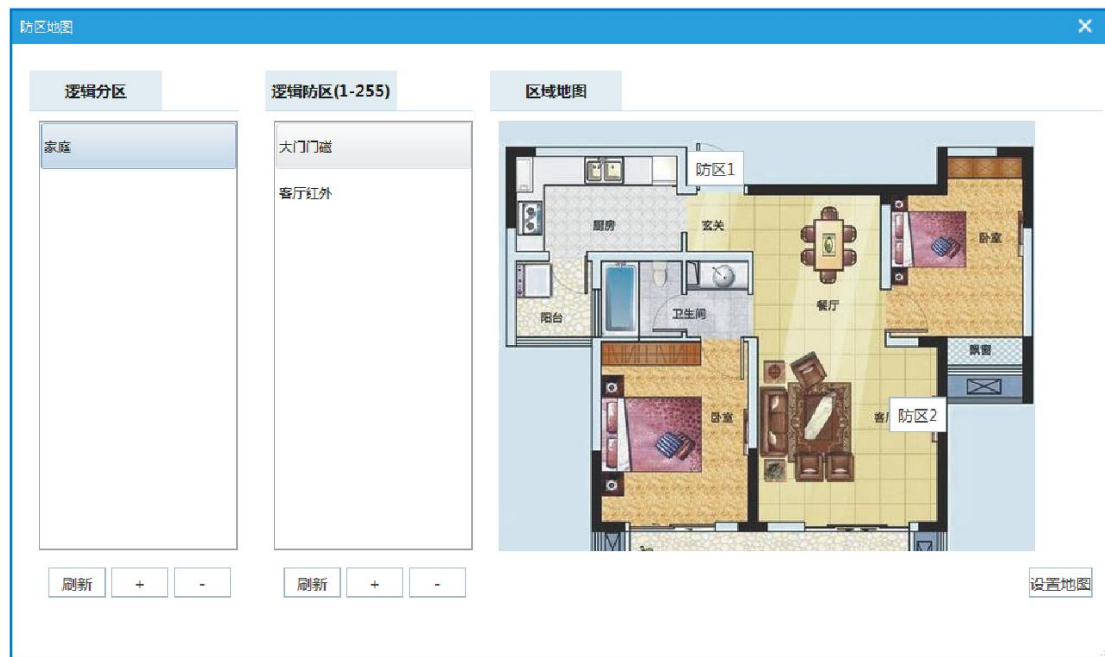 防区地图
逻辑分区
逻辑防区(1-255)
区域地图
家庭
大门门磁
客厅红外
防区1
厨房
玄关
卧室
餐厅
阳台
卫生间
飘窗
卧室
客厅
防区2
刷新
+
-
刷新
+
-
设置地图